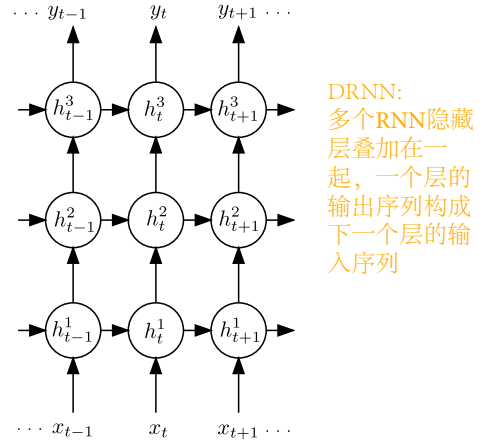 ··· y_{t−1} y_t y_{t+1} ···
h^3_{t−1} h^3_t h^3_{t+1}
h^2_{t−1} h^2_t h^2_{t+1}
h^1_{t−1} h^1_t h^1_{t+1}
··· x_{t−1} x_t x_{t+1} ···
DRNN:
多个RNN隐藏
层叠加在一
起，一个层的
输出序列构成
下一个层的输
入序列